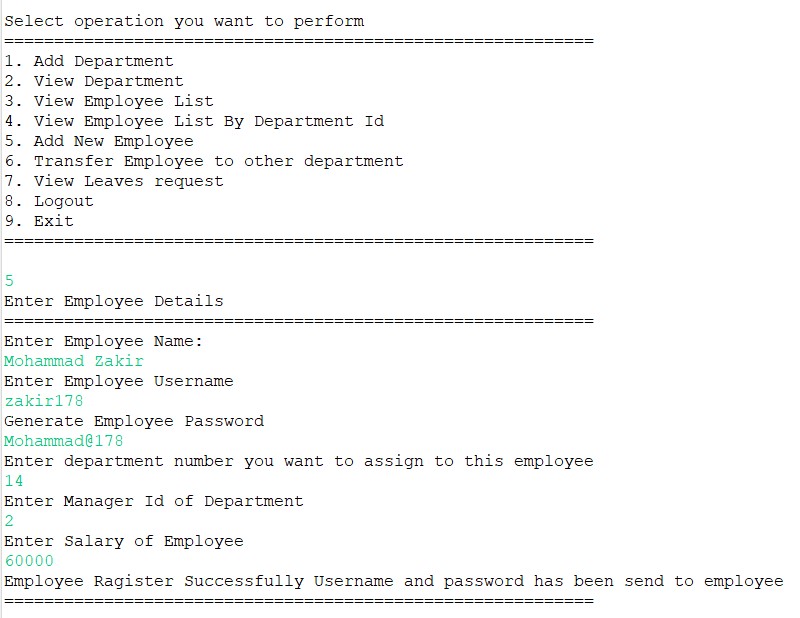 Select operation you want to perform
===========================================================
1. Add Department
2. View Department
3. View Employee List
4. View Employee List By Department Id
5. Add New Employee
6. Transfer Employee to other department
7. View Leaves request
8. Logout
9. Exit
===========================================================
5
Enter Employee Details
===========================================================
Enter Employee Name:
Mohammad Zakir
Enter Employee Username
zakir178
Generate Employee Password
Mohammad@178
Enter department number you want to assign to this employee
14
Enter Manager Id of Department
2
Enter Salary of Employee
60000
Employee Ragister Successfully Username and password has been send to employee
===========================================================